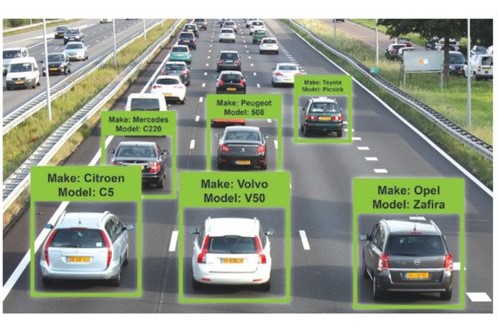 Make: Toyota
Model: Picnick
Make: Peugeot
Model: 508
Make: Mercedes
Model: C220
Make: Citroen
Model: C5
Make: Volvo
Model: V50
Make: Opel
Model: Zafira